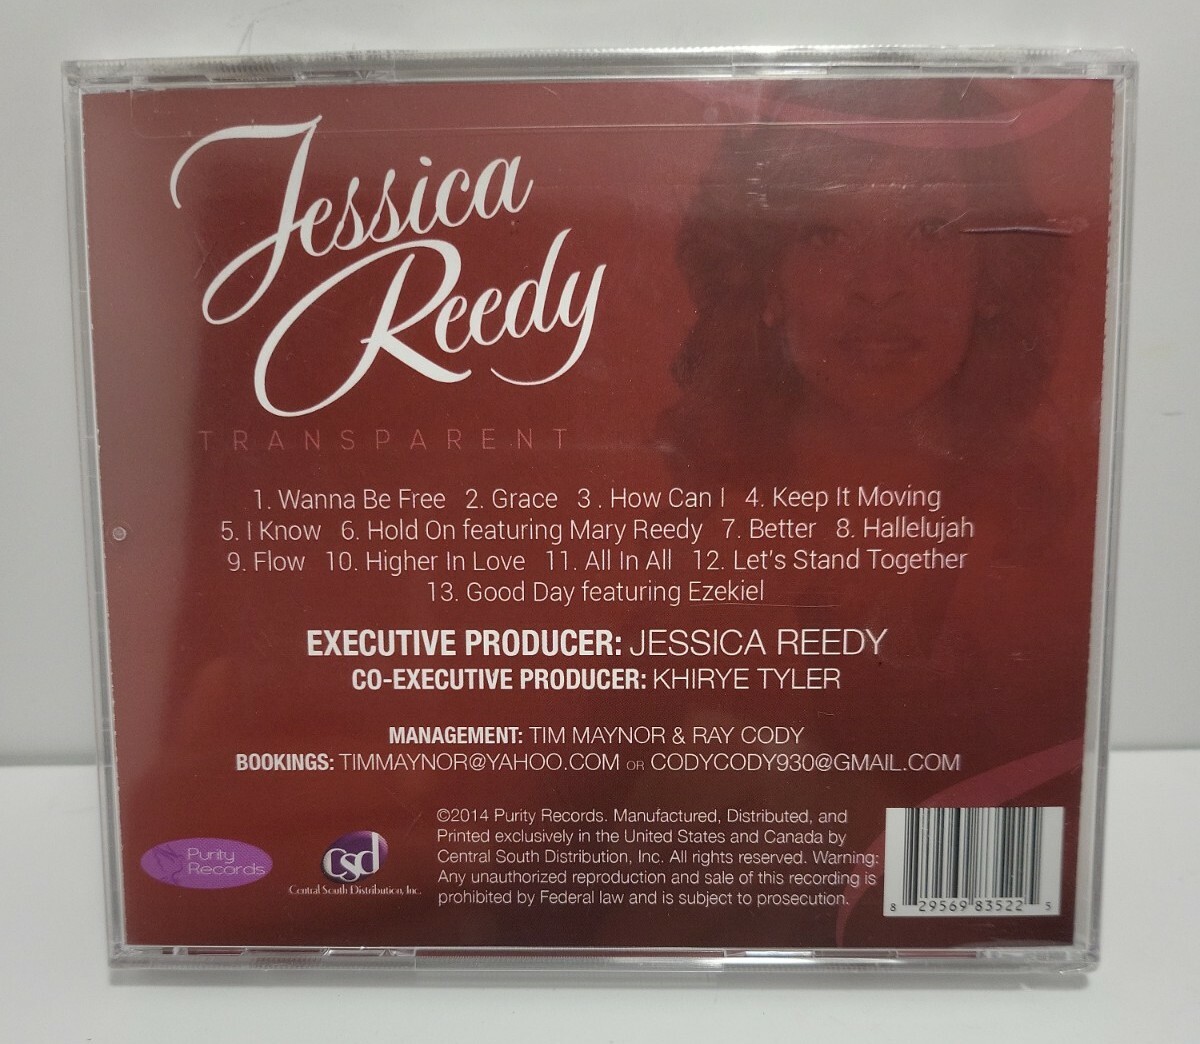 Jessica
Reedy
TRANSPARENT
1. Wanna Be Free 2. Grace 3 . How Can I 4. Keep It Moving
5. I Know 6. Hold On featuring Mary Reedy 7. Better 8. Hallelujah
9. Flow 10. Higher In Love 11. All In All 12. Let's Stand Together
13. Good Day featuring Ezekiel
EXECUTIVE PRODUCER: JESSICA REEDY
CO-EXECUTIVE PRODUCER: KHIRYE TYLER
MANAGEMENT: TIM MAYNOR & RAY CODY
BOOKINGS: TIMMAYNOR@YAHOO.COM OR CODYCODY930@GMAIL.COM
Purity
Records
csd
Central South Distribution, Inc.
©2014 Purity Records. Manufactured, Distributed, and
Printed exclusively in the United States and Canada by
Central South Distribution, Inc. All rights reserved. Warning:
Any unauthorized reproduction and sale of this recording is
prohibited by Federal law and is subject to prosecution.
8 29569 83522 5